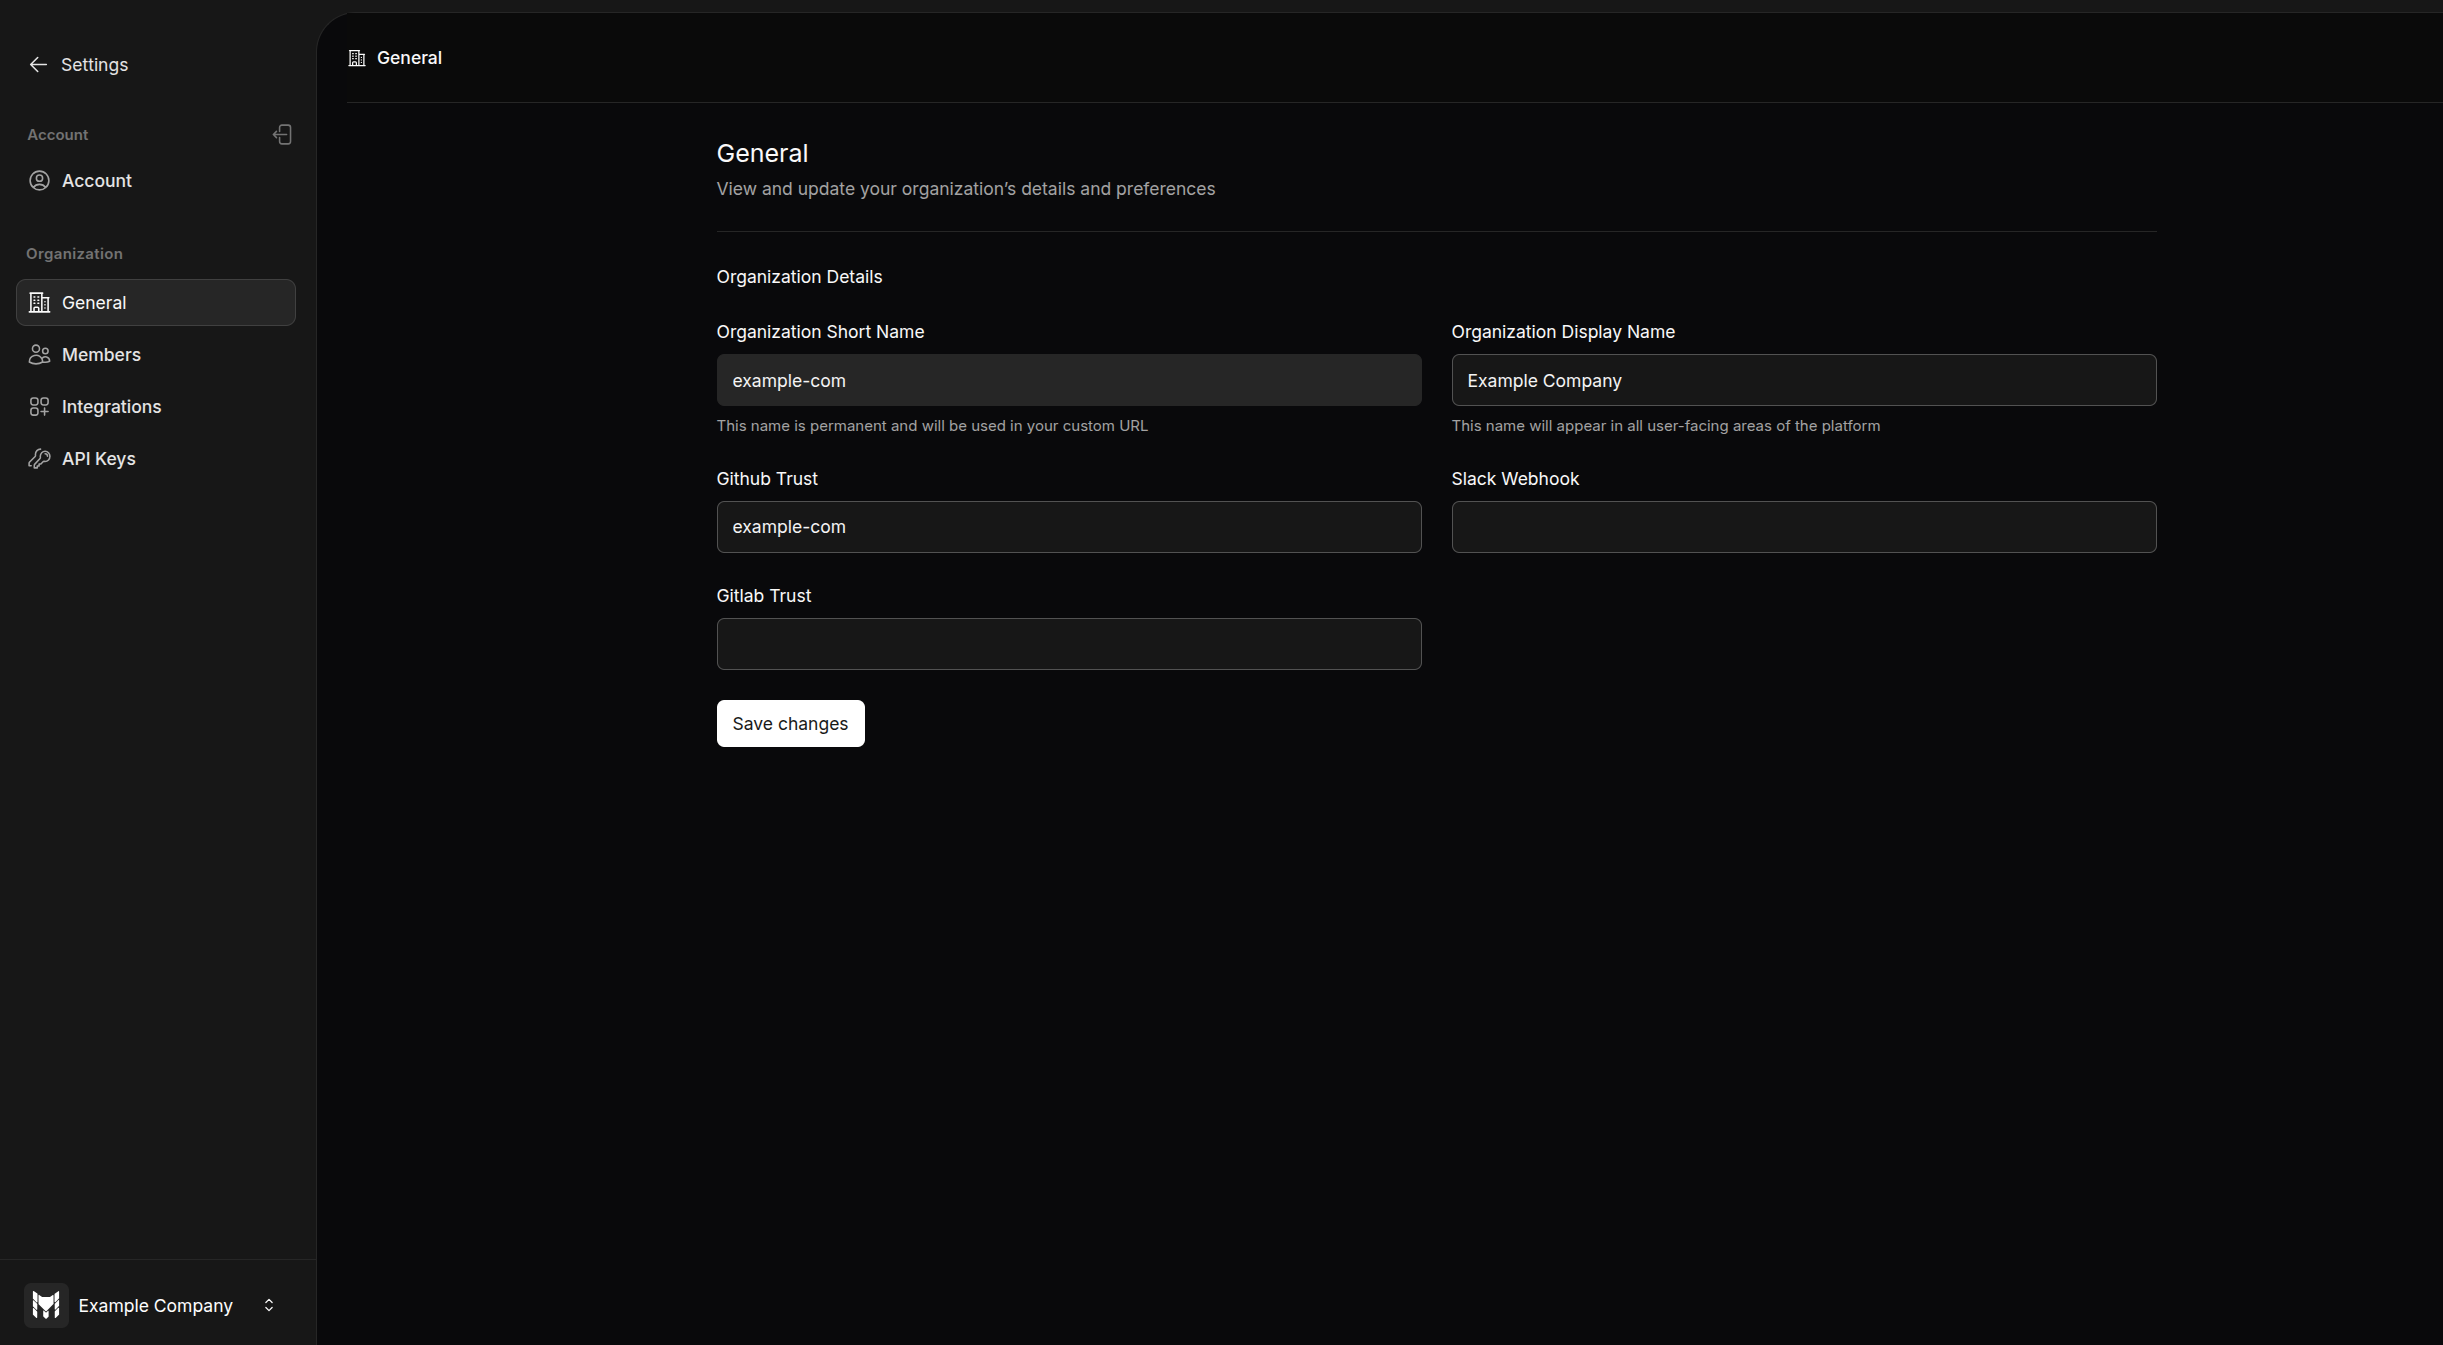 Settings
Account
Account
Organization
General
Members
Integrations
API Keys
Example Company
General
General
View and update your organization’s details and preferences
Organization Details
Organization Short Name
example-com
This name is permanent and will be used in your custom URL
Organization Display Name
Example Company
This name will appear in all user-facing areas of the platform
Github Trust
example-com
Slack Webhook
Gitlab Trust
Save changes